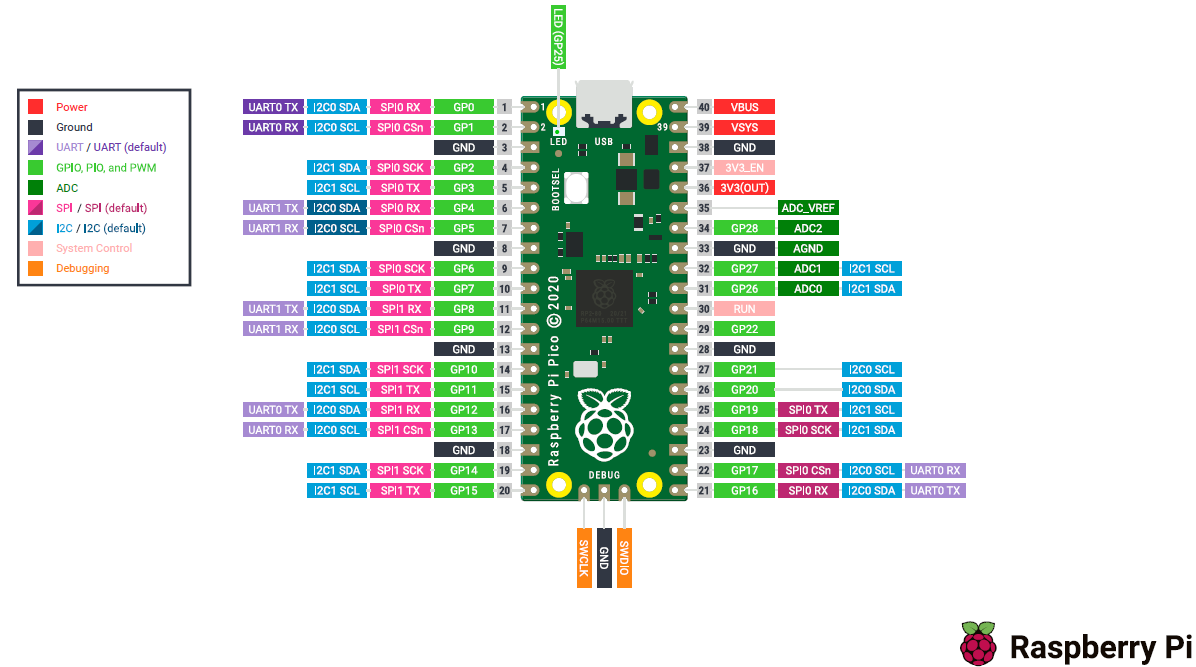 LED (GP25)
Power
Ground
UART / UART (default)
GPIO, PIO, and PWM
ADC
SPI / SPI (default)
I2C / I2C (default)
System Control
Debugging
UART0 TX I2C0 SDA SPI0 RX GP0 1
UART0 RX I2C0 SCL SPI0 CSn GP1 2
GND 3
I2C1 SDA SPI0 SCK GP2 4
I2C1 SCL SPI0 TX GP3 5
UART1 TX I2C0 SDA SPI0 RX GP4 6
UART1 RX I2C0 SCL SPI0 CSn GP5 7
GND 8
I2C1 SDA SPI0 SCK GP6 9
I2C1 SCL SPI0 TX GP7 10
UART1 TX I2C0 SDA SPI1 RX GP8 11
UART1 RX I2C0 SCL SPI1 CSn GP9 12
GND 13
I2C1 SDA SPI1 SCK GP10 14
I2C1 SCL SPI1 TX GP11 15
UART0 TX I2C0 SDA SPI1 RX GP12 16
UART0 RX I2C0 SCL SPI1 CSn GP13 17
GND 18
I2C1 SDA SPI1 SCK GP14 19
I2C1 SCL SPI1 TX GP15 20
1
2
39
LED
USB
BOOTSEL
Raspberry Pi Pico © 2020
DEBUG
40 VBUS
39 VSYS
38 GND
37 3V3_EN
36 3V3(OUT)
35 ADC_VREF
34 GP28 ADC2
33 GND AGND
32 GP27 ADC1 I2C1 SCL
31 GP26 ADC0 I2C1 SDA
30 RUN
29 GP22
28 GND
27 GP21 I2C0 SCL
26 GP20 I2C0 SDA
25 GP19 SPI0 TX I2C1 SCL
24 GP18 SPI0 SCK I2C1 SDA
23 GND
22 GP17 SPI0 CSn I2C0 SCL UART0 RX
21 GP16 SPI0 RX I2C0 SDA UART0 TX
SWCLK
GND
SWDIO
Raspberry Pi